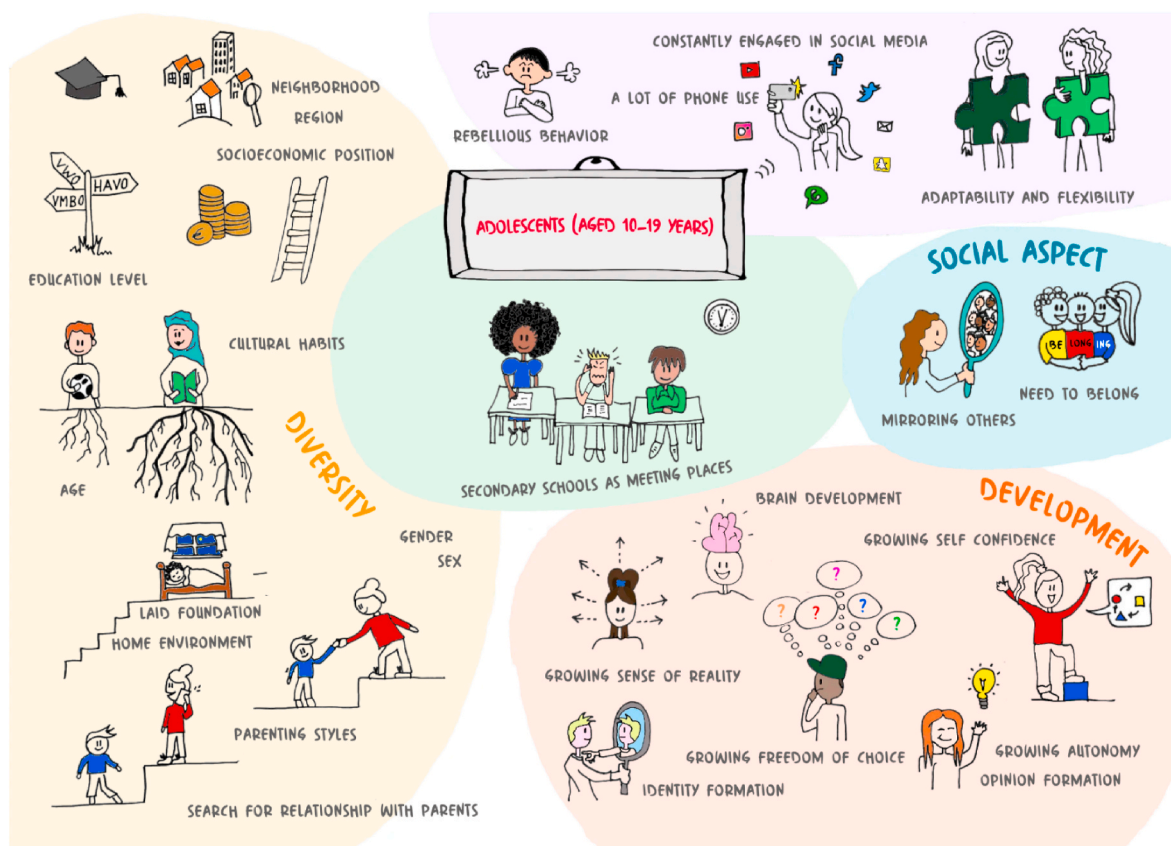 NEIGHBORHOOD
REGION
SOCIOECONOMIC POSITION
VWO
HAVO
VMBO
€
EDUCATION LEVEL
CULTURAL HABITS
AGE
DIVERSITY
GENDER
SEX
LAID FOUNDATION
HOME ENVIRONMENT
PARENTING STYLES
SEARCH FOR RELATIONSHIP WITH PARENTS
REBELLIOUS BEHAVIOR
CONSTANTLY ENGAGED IN SOCIAL MEDIA
A LOT OF PHONE USE
f
ADAPTABILITY AND FLEXIBILITY
ADOLESCENTS (AGED 10-19 YEARS)
SECONDARY SCHOOLS AS MEETING PLACES
SOCIAL ASPECT
MIRRORING OTHERS
IBE LONG ING
NEED TO BELONG
DEVELOPMENT
BRAIN DEVELOPMENT
GROWING SELF CONFIDENCE
GROWING SENSE OF REALITY
?
? ? ? ?
GROWING FREEDOM OF CHOICE
IDENTITY FORMATION
GROWING AUTONOMY
OPINION FORMATION